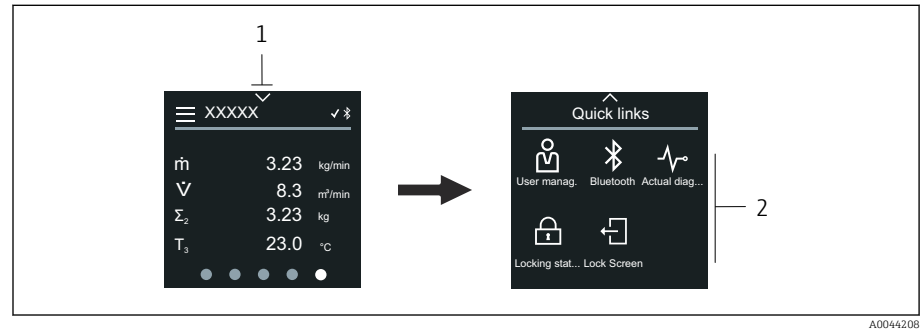 1
XXXXX
ṁ 3.23 kg/min
V̇ 8.3 m³/min
Σ₂ 3.23 kg
T₃ 23.0 °C
Quick links
User manag. Bluetooth Actual diag...
Locking stat... Lock Screen
2
A0044208